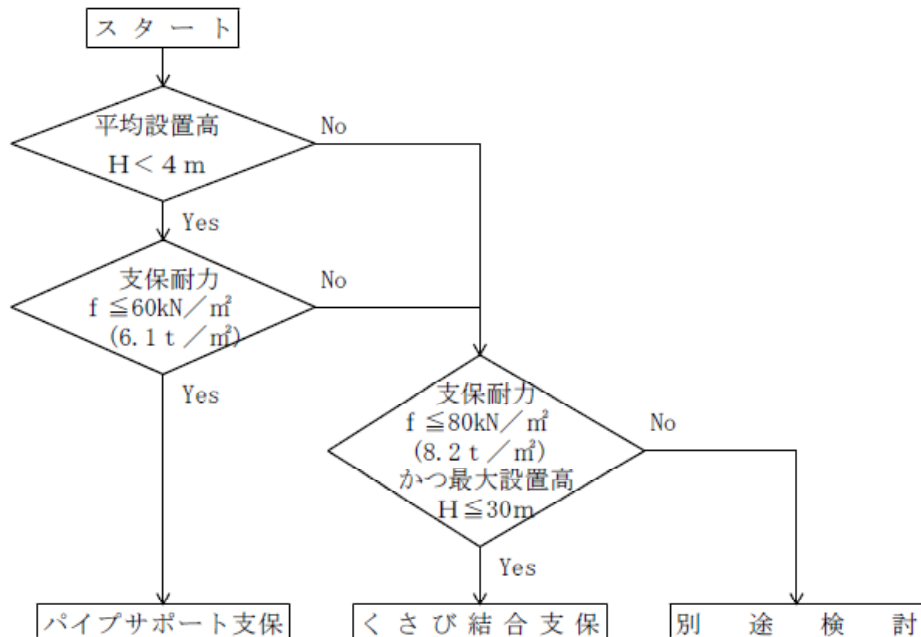 スタート
平均設置高
H<4m
No
Yes
支保耐力
f≦60kN／㎡
(6.1t／㎡)
No
Yes
支保耐力
f≦80kN／㎡
(8.2t／㎡)
かつ最大設置高
H≦30m
No
Yes
パイプサポート支保
くさび結合支保
別途検討